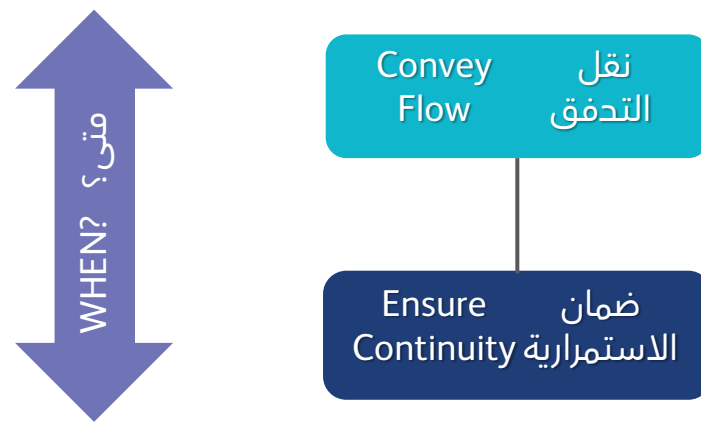 WHEN? متى؟
Convey نقل
Flow التدفق
Ensure ضمان
Continuity الاستمرارية